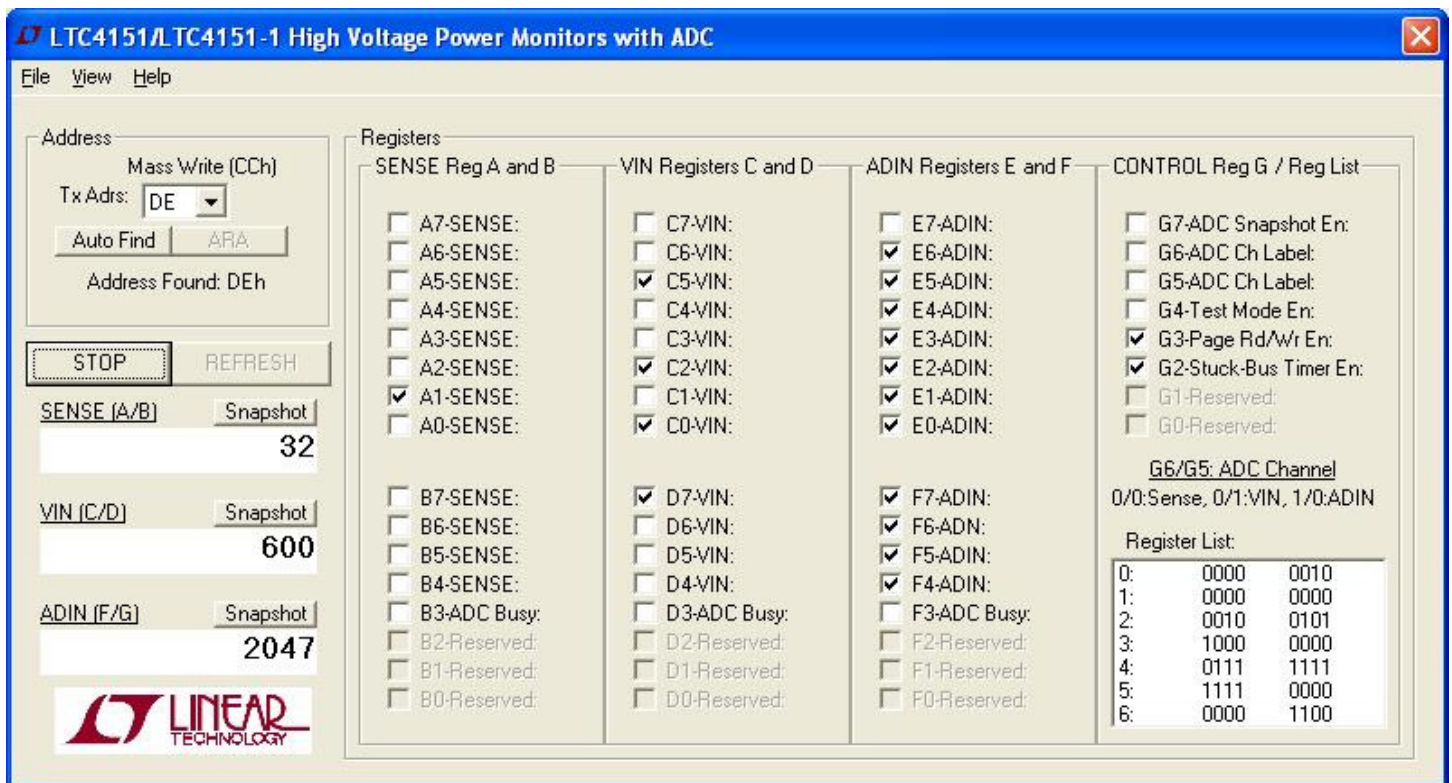 LTC4151/LTC4151-1 High Voltage Power Monitors with ADC
File View Help
Address
Mass Write (CCh)
Tx Adrs: DE
Auto Find ARA
Address Found: DEh
STOP REFRESH
SENSE (A/B) Snapshot
32
VIN (C/D) Snapshot
600
ADIN (F/G) Snapshot
2047
LINEAR
TECHNOLOGY
Registers
SENSE Reg A and B
A7-SENSE:
A6-SENSE:
A5-SENSE:
A4-SENSE:
A3-SENSE:
A2-SENSE:
A1-SENSE:
A0-SENSE:
B7-SENSE:
B6-SENSE:
B5-SENSE:
B4-SENSE:
B3-ADC Busy:
B2-Reserved:
B1-Reserved:
B0-Reserved:
VIN Registers C and D
C7-VIN:
C6-VIN:
C5-VIN:
C4-VIN:
C3-VIN:
C2-VIN:
C1-VIN:
C0-VIN:
D7-VIN:
D6-VIN:
D5-VIN:
D4-VIN:
D3-ADC Busy:
D2-Reserved:
D1-Reserved:
D0-Reserved:
ADIN Registers E and F
E7-ADIN:
E6-ADIN:
E5-ADIN:
E4-ADIN:
E3-ADIN:
E2-ADIN:
E1-ADIN:
E0-ADIN:
F7-ADIN:
F6-ADN:
F5-ADIN:
F4-ADIN:
F3-ADC Busy:
F2-Reserved:
F1-Reserved:
F0-Reserved:
CONTROL Reg G / Reg List
G7-ADC Snapshot En:
G6-ADC Ch Label:
G5-ADC Ch Label:
G4-Test Mode En:
G3-Page Rd/Wr En:
G2-Stuck-Bus Timer En:
G1-Reserved:
G0-Reserved:
G6/G5: ADC Channel
0/0:Sense, 0/1:VIN, 1/0:ADIN
Register List:
0: 0000 0010
1: 0000 0000
2: 0010 0101
3: 1000 0000
4: 0111 1111
5: 1111 0000
6: 0000 1100